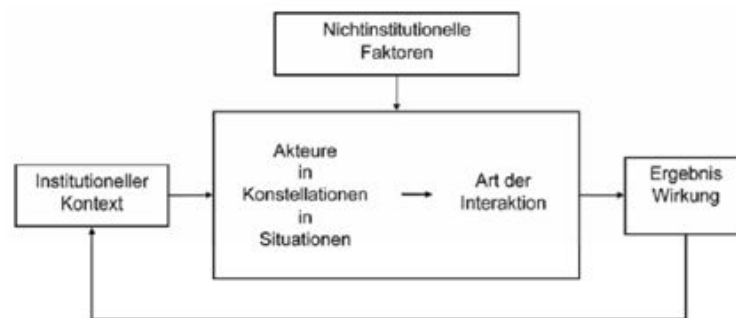 Nichtinstitutionelle
Faktoren
Institutioneller
Kontext
Akteure
in
Konstellationen
in
Situationen
Art der
Interaktion
Ergebnis
Wirkung